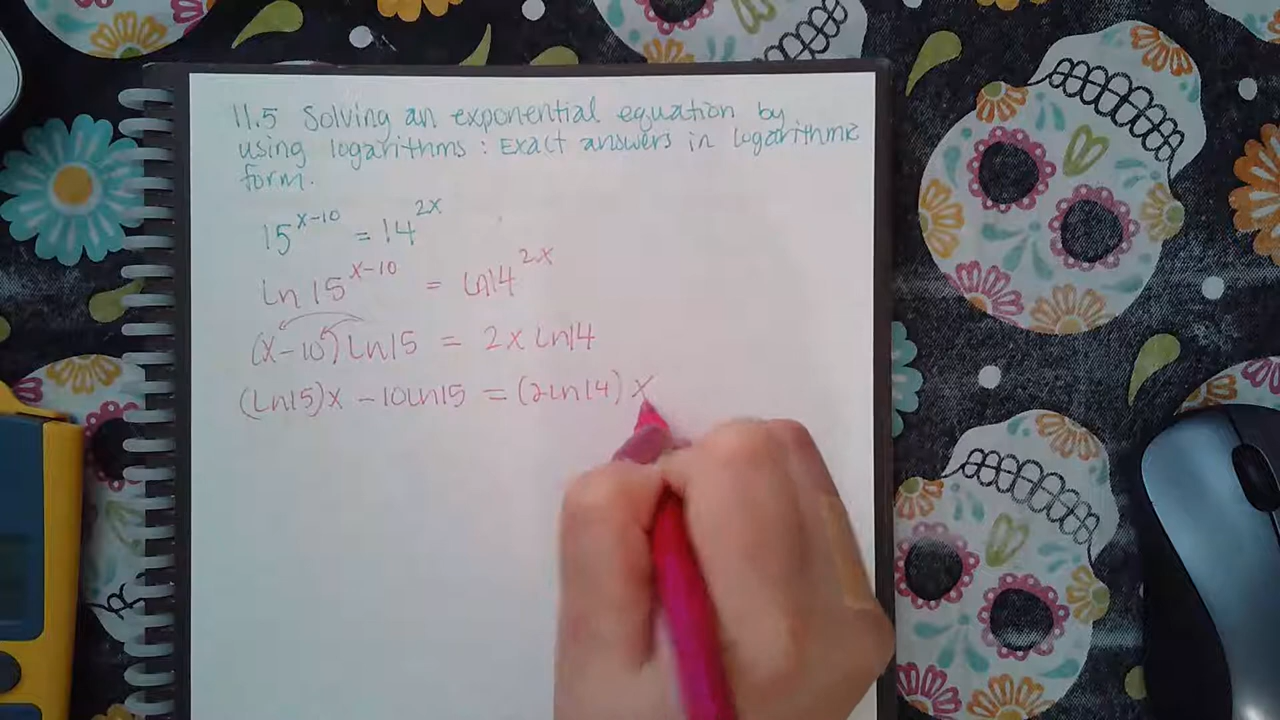 11.5 Solving an exponential equation by
using logarithms: Exact answers in logarithmic
form.
15^{x-10} = 14^{2x}
ln 15^{x-10} = ln14^{2x}
(x-10) ln15 = 2x ln14
(ln15)x - 10ln15 = (2ln14)x